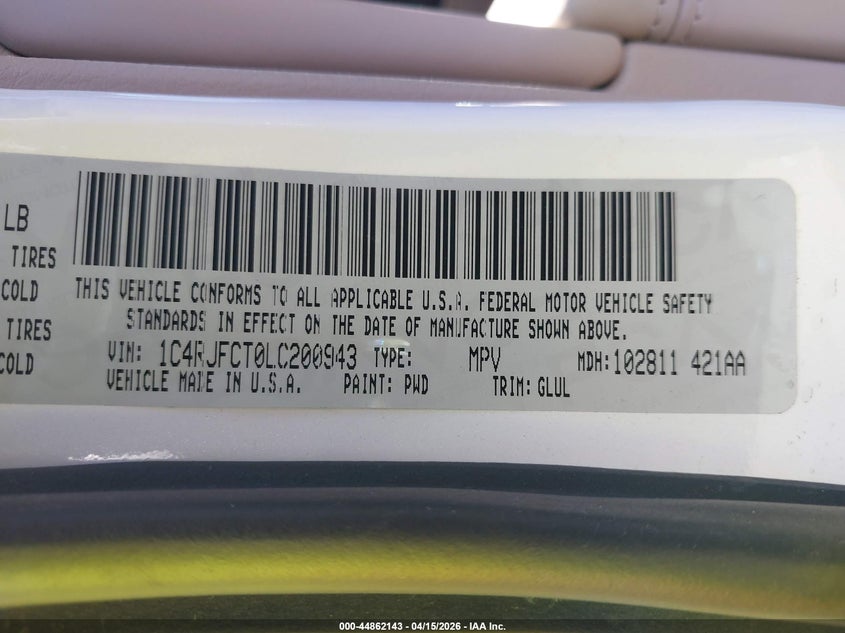 LB
TIRES
COLD
TIRES
COLD
THIS VEHICLE CONFORMS TO ALL APPLICABLE U.S.A. FEDERAL MOTOR VEHICLE SAFETY
STANDARDS IN EFFECT ON THE DATE OF MANUFACTURE SHOWN ABOVE.
VIN: 1C4RJFCT0LC200943 TYPE: MPV MDH:102811 421AA
VEHICLE MADE IN U.S.A. PAINT: PWD TRIM: GLUL
000-44862143 - 04/15/2026 - IAA Inc.